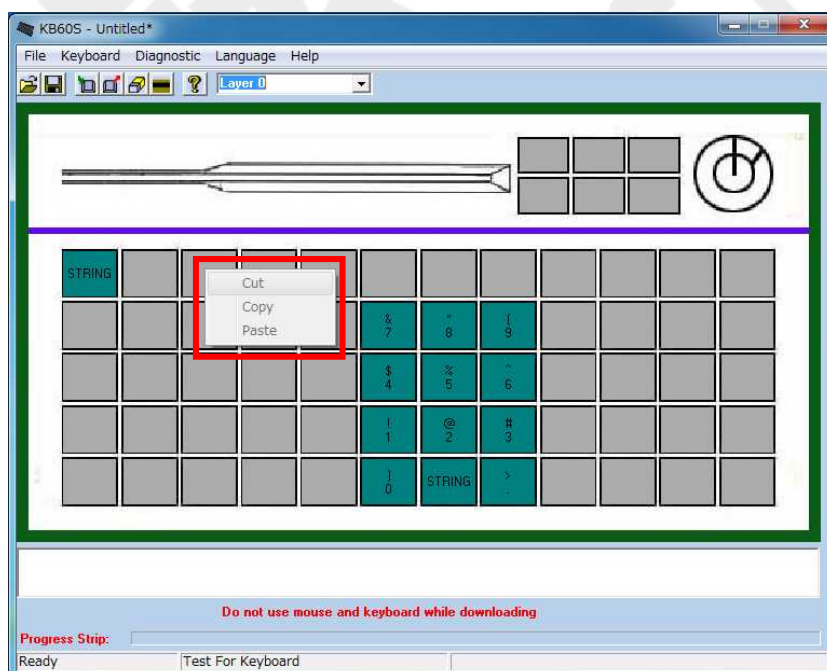 KB60S - Untitled*
File Keyboard Diagnostic Language Help
Layer 0
STRING
Cut
Copy
Paste
& * (
7 8 9
$ % ^
4 5 6
! @ #
1 2 3
) STRING >
0 .
Do not use mouse and keyboard while downloading
Progress Strip:
Ready Test For Keyboard